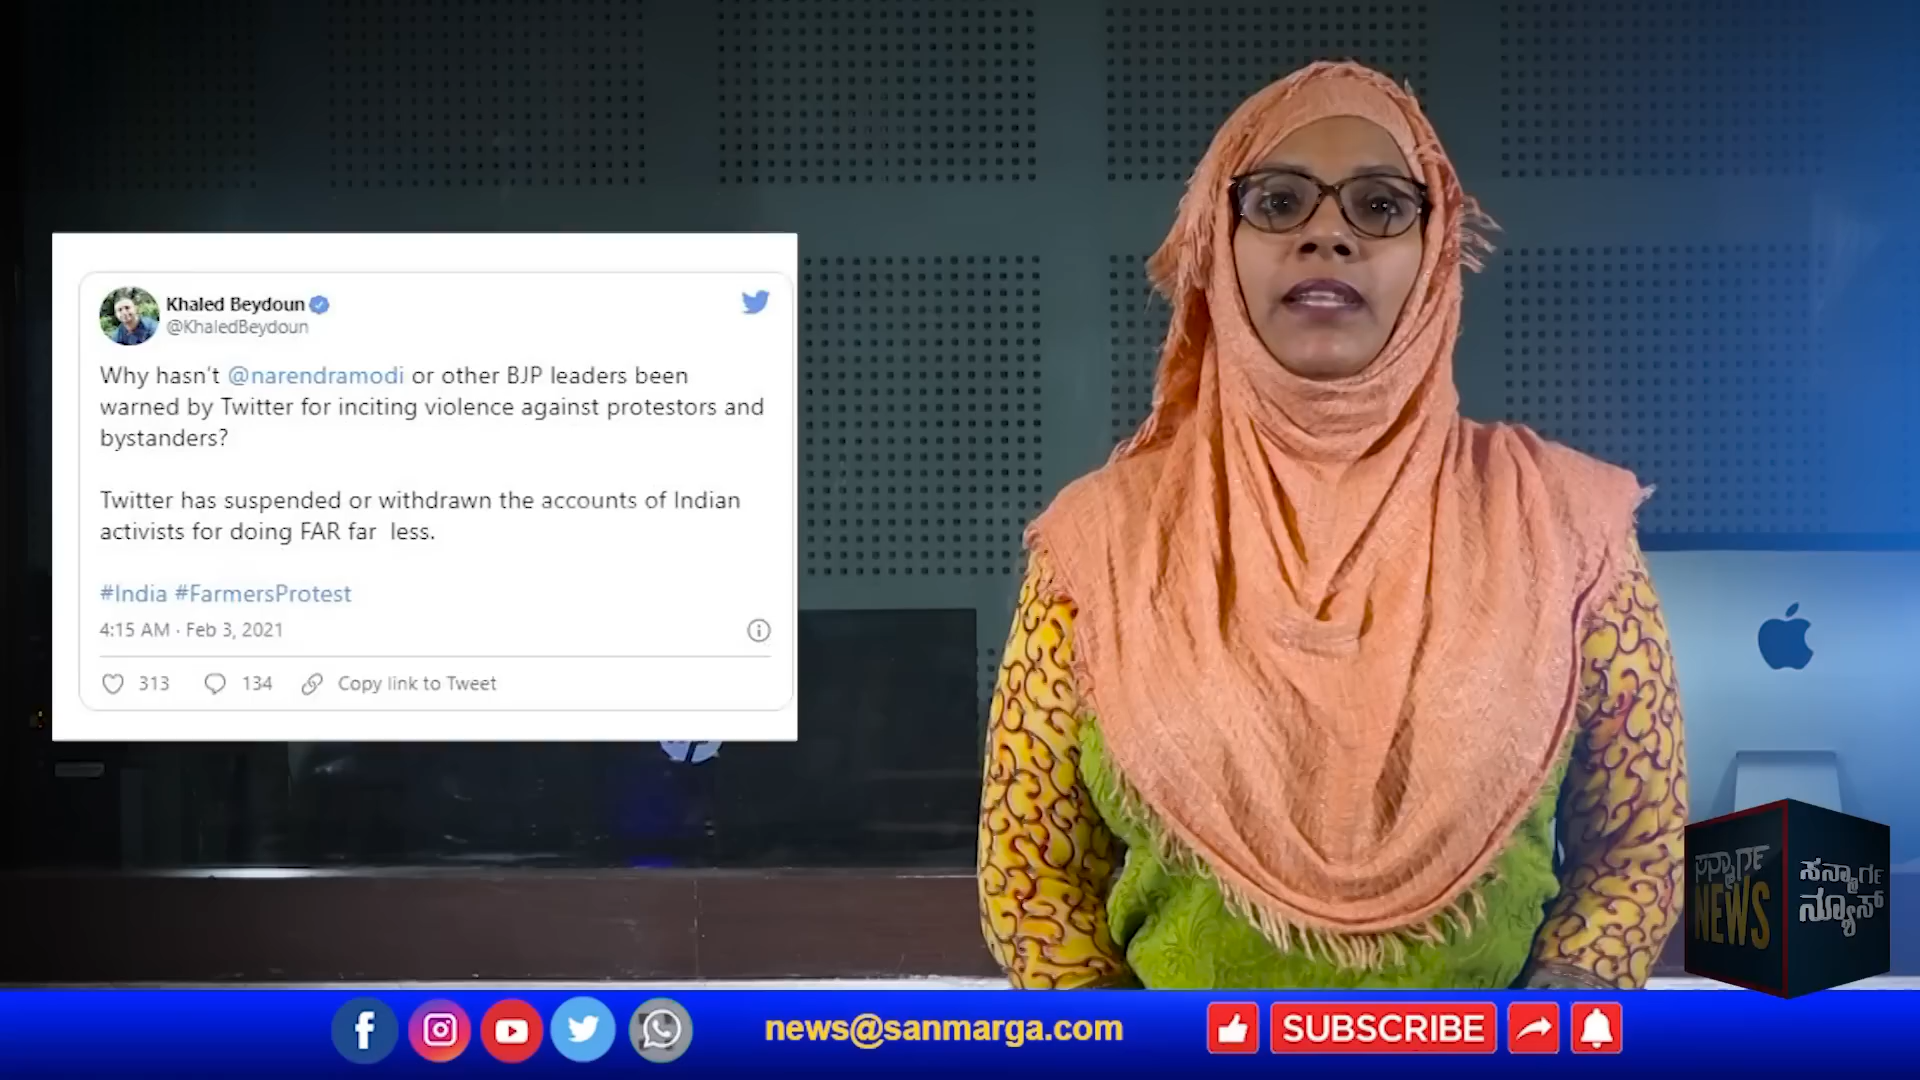 Khaled Beydoun
@KhaledBeydoun
Why hasn't @narendramodi or other BJP leaders been
warned by Twitter for inciting violence against protestors and
bystanders?
Twitter has suspended or withdrawn the accounts of Indian
activists for doing FAR far less.
#India #FarmersProtest
4:15 AM · Feb 3, 2021
313 134 Copy link to Tweet
ಸನ್ಮಾರ್ಗ
NEWS
ಸನ್ಮಾರ್ಗ
ನ್ಯೂಸ್
news@sanmarga.com
SUBSCRIBE